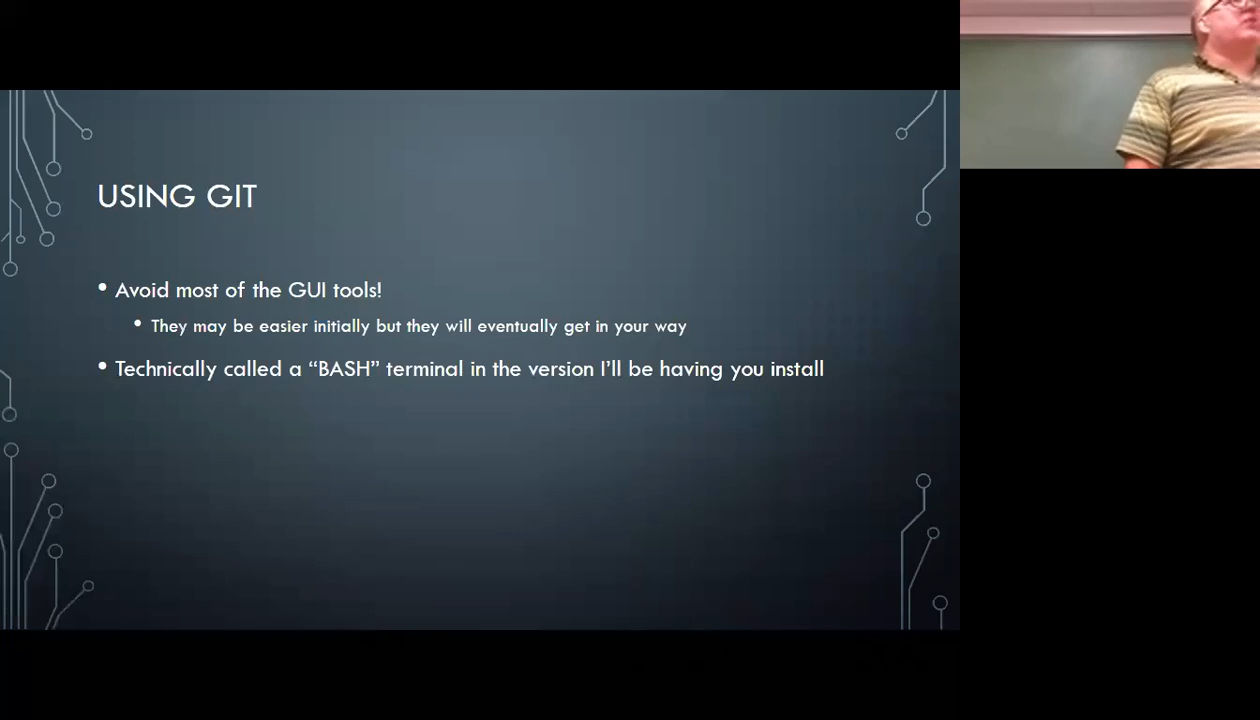 USING GIT
• Avoid most of the GUI tools!
• They may be easier initially but they will eventually get in your way
• Technically called a “BASH” terminal in the version I’ll be having you install